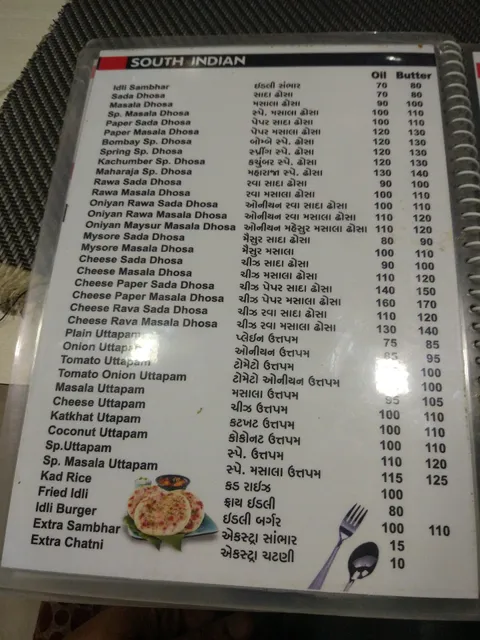 SOUTH INDIAN
Oil Butter
Idli Sambhar ઇડલી સંભાર 70 80
Sada Dhosa સાદા ઢોસા 70 80
Masala Dhosa મસાલા ઢોસા 90 100
Sp. Masala Dhosa સ્પે. મસાલા ઢોસા 100 110
Paper Sada Dhosa પેપર સાદા ઢોસા 100 110
Paper Masala Dhosa પેપર મસાલા ઢોસા 120 130
Bombay Sp. Dhosa બોમ્બે સ્પે. ઢોસા 120 130
Spring Sp. Dhosa સ્પ્રીંગ સ્પે. ઢોસા 120 130
Kachumber Sp. Dhosa કચુંબર સ્પે. ઢોસા 120 130
Maharaja Sp. Dhosa મહારાજા સ્પે. ઢોસા 130 140
Rawa Sada Dhosa રવા સાદા ઢોસા 90 100
Rawa Masala Dhosa રવા મસાલા ઢોસા 100 110
Oniyan Rawa Sada Dhosa ઓનીયન રવા સાદા ઢોસા 100 110
Oniyan Rawa Masala Dhosa ઓનીયન રવા મસાલા ઢોસા 110 120
Oniyan Maysur Masala Dhosa ઓનીયન મહેસુર મસાલા ઢોસા 110 120
Mysore Sada Dhosa મૈસુર સાદા ઢોસા 80 90
Mysore Masala Dhosa મૈસુર મસાલા 100 110
Cheese Sada Dhosa ચીઝ સાદા ઢોસા 90 100
Cheese Masala Dhosa ચીઝ મસાલા ઢોસા 110 120
Cheese Paper Sada Dhosa ચીઝ પેપર સાદા ઢોસા 140 150
Cheese Paper Masala Dhosa ચીઝ પેપર મસાલા ઢોસા 160 170
Cheese Rava Sada Dhosa ચીઝ રવા સાદા ઢોસા 110 120
Cheese Rava Masala Dhosa ચીઝ રવા મસાલા ઢોસા 130 140
Plain Uttapam પ્લેઇન ઉત્તપમ 75 85
Onion Uttapam ઓનીયન ઉત્તપમ 85 95
Tomato Uttapam ટોમેટો ઉત્તપમ 100
Tomato Onion Uttapam ટોમેટો ઓનીયન ઉત્તપમ 100
Masala Uttapam મસાલા ઉત્તપમ 95 105
Cheese Uttapam ચીઝ ઉત્તપમ 100 110
Katkhat Uttapam કટખટ ઉત્તપમ 100 110
Coconut Uttapam કોકોનટ ઉત્તપમ 100 110
Sp.Uttapam સ્પે. ઉત્તપમ 110 120
Sp. Masala Uttapam સ્પે. મસાલા ઉત્તપમ 115 125
Kad Rice કડ રાઈઝ 100
Fried Idli ફ્રાય ઇડલી 80
Idli Burger ઇડલી બર્ગર 100 110
Extra Sambhar એકસ્ટ્રા સાંભાર 15
Extra Chatni એકસ્ટ્રા ચટણી 10